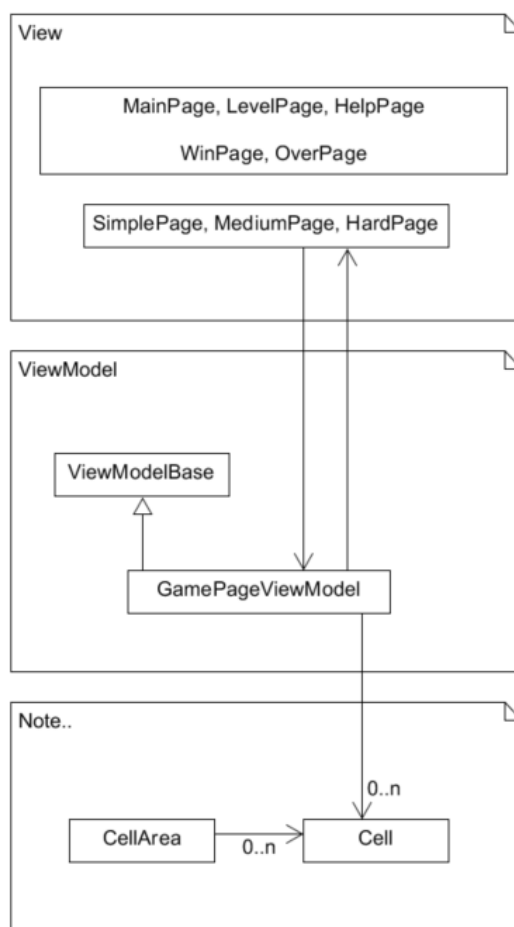 View
MainPage, LevelPage, HelpPage
WinPage, OverPage
SimplePage, MediumPage, HardPage
ViewModel
ViewModelBase
GamePageViewModel
Note..
0..n
CellArea
0..n
Cell